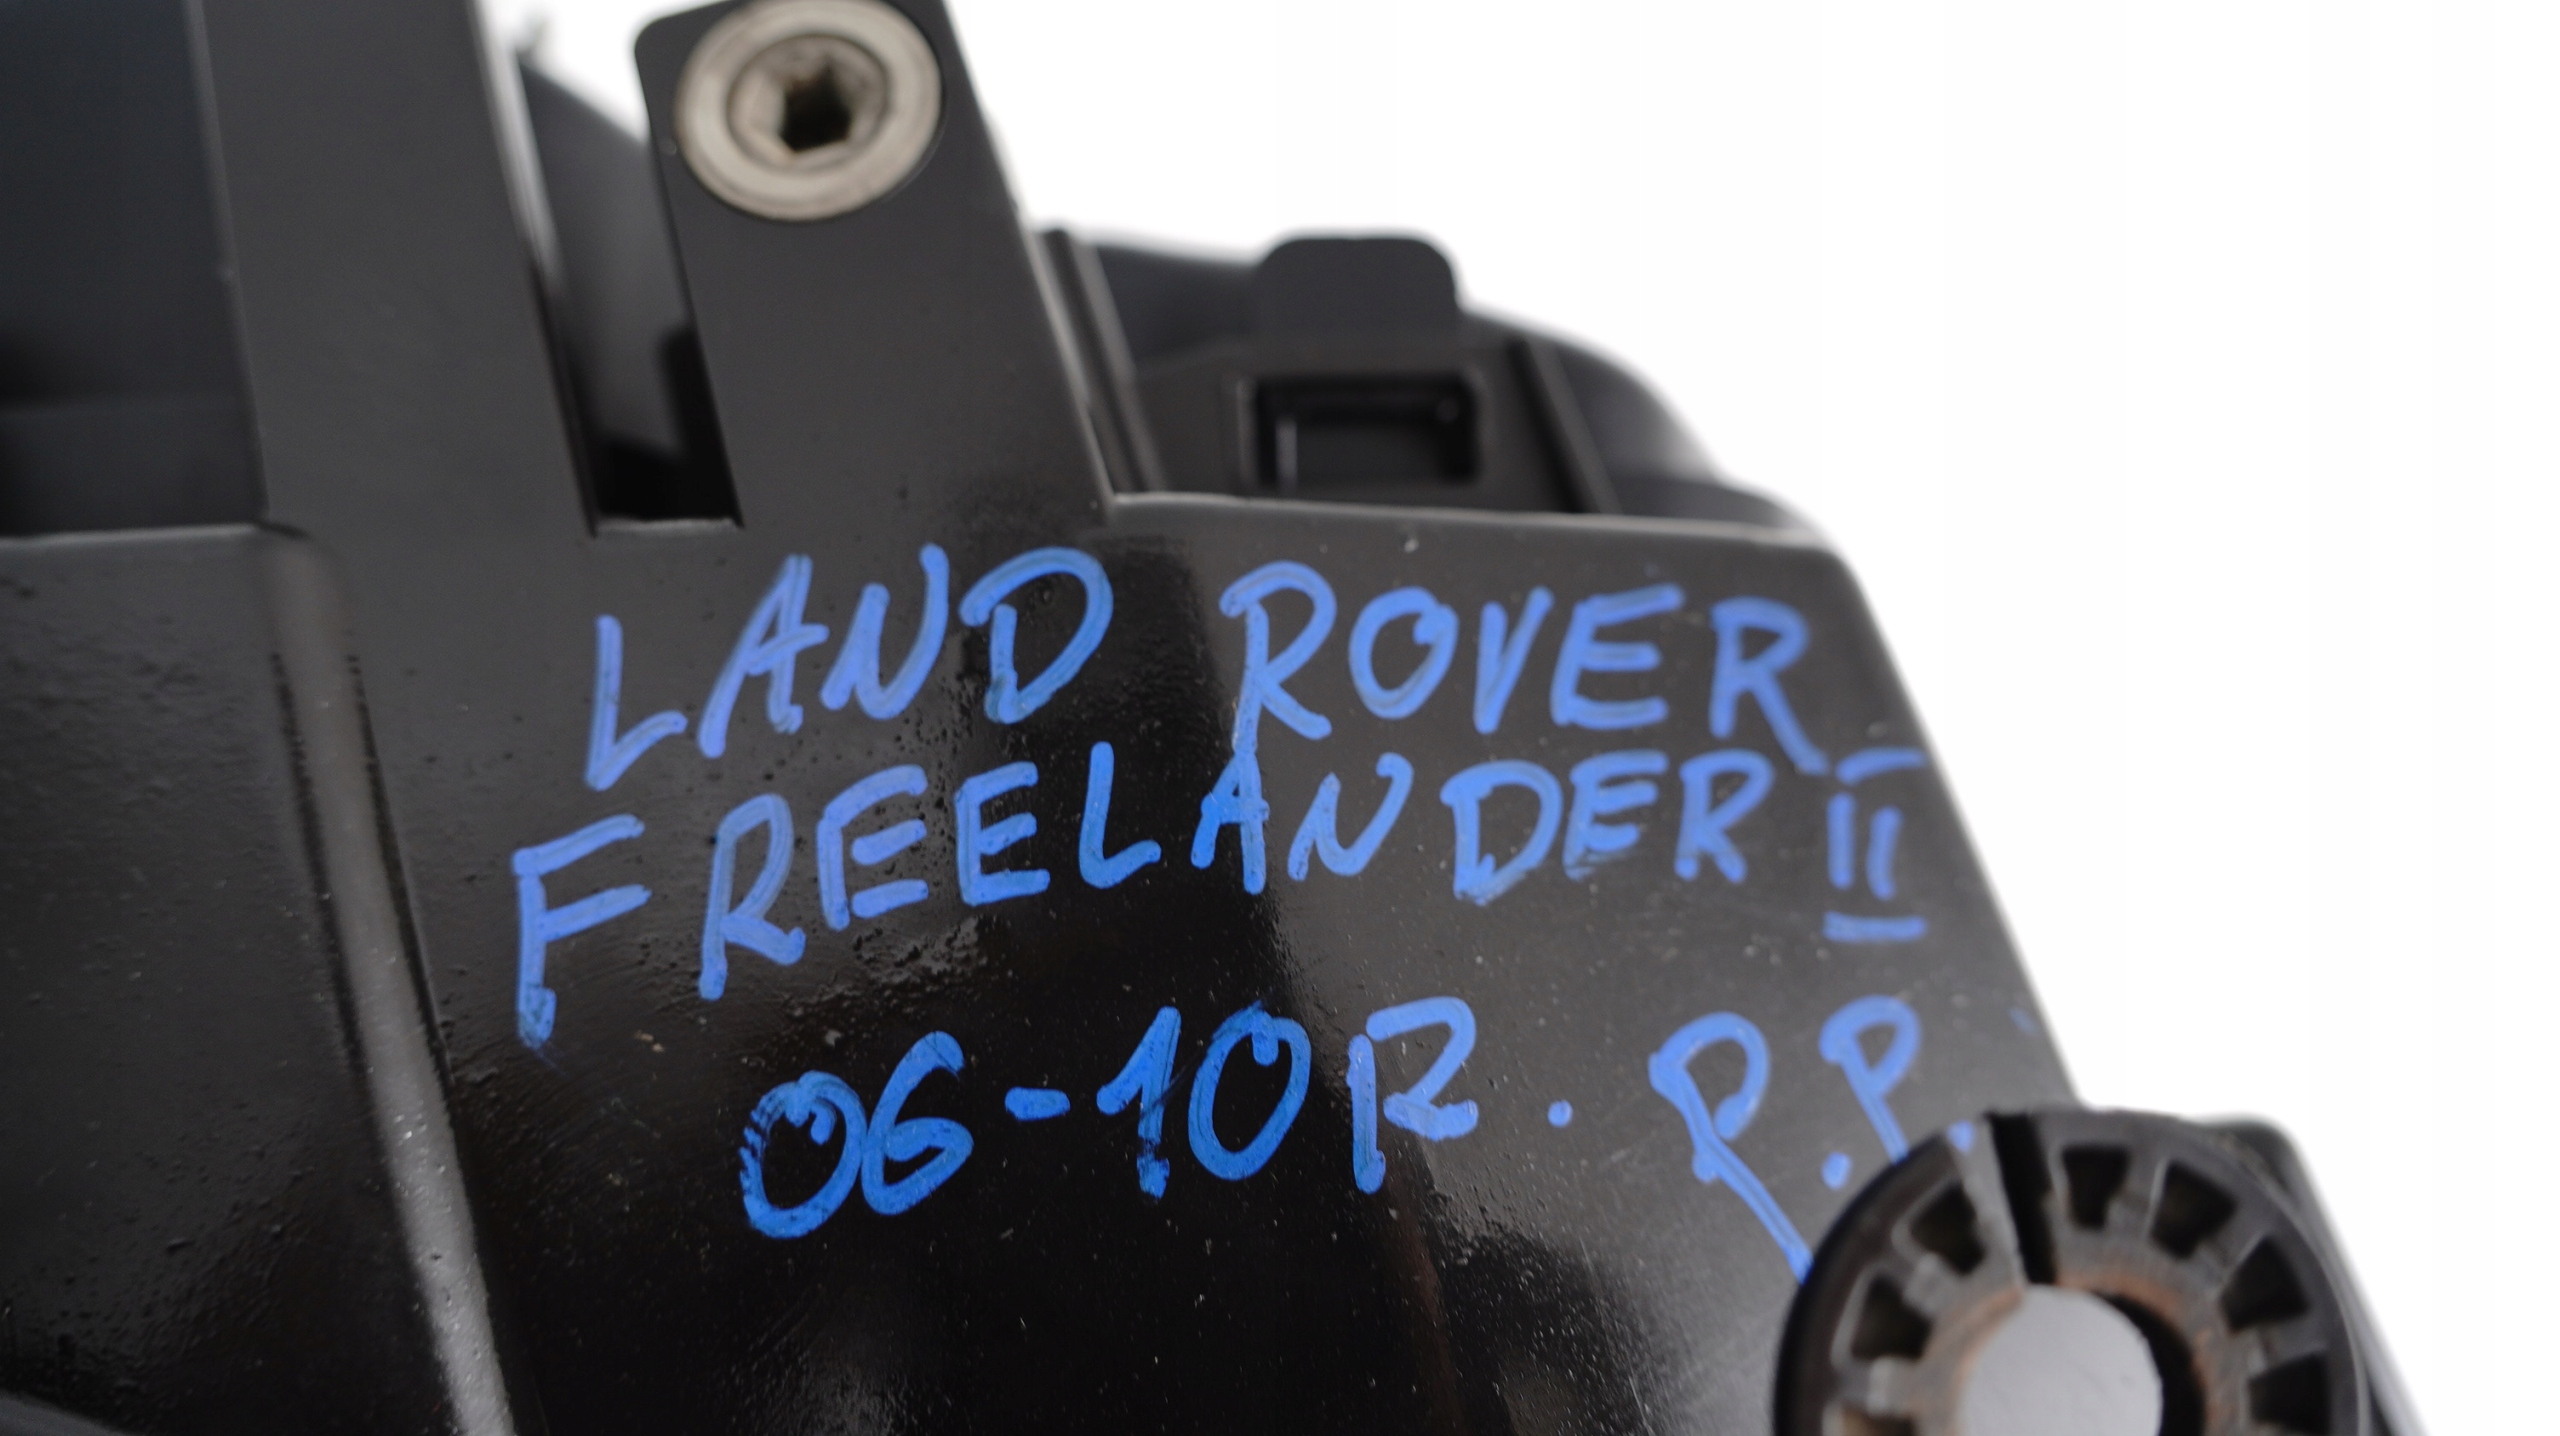 LAND ROVER
FREELANDER II
06-10R. P.P.